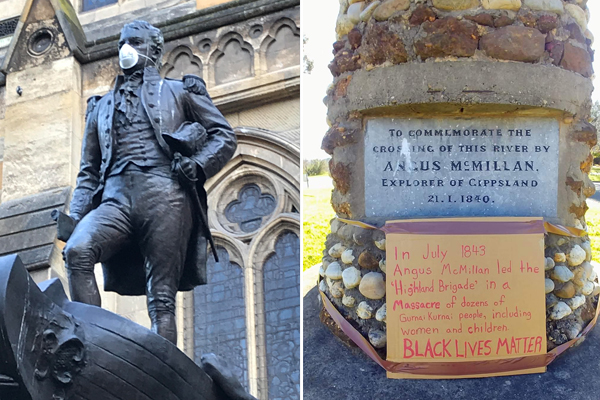 TO COMMEMORATE THE
CROSSING OF THIS RIVER BY
ANGUS McMILLAN,
EXPLORER OF GIPPSLAND
21. 1. 1840.
In July 1843
Angus McMillan led the
'Highland Brigade' in a
Massacre of dozens of
Gurnai Kurnai people, including
women and children
BLACK LIVES MATTER